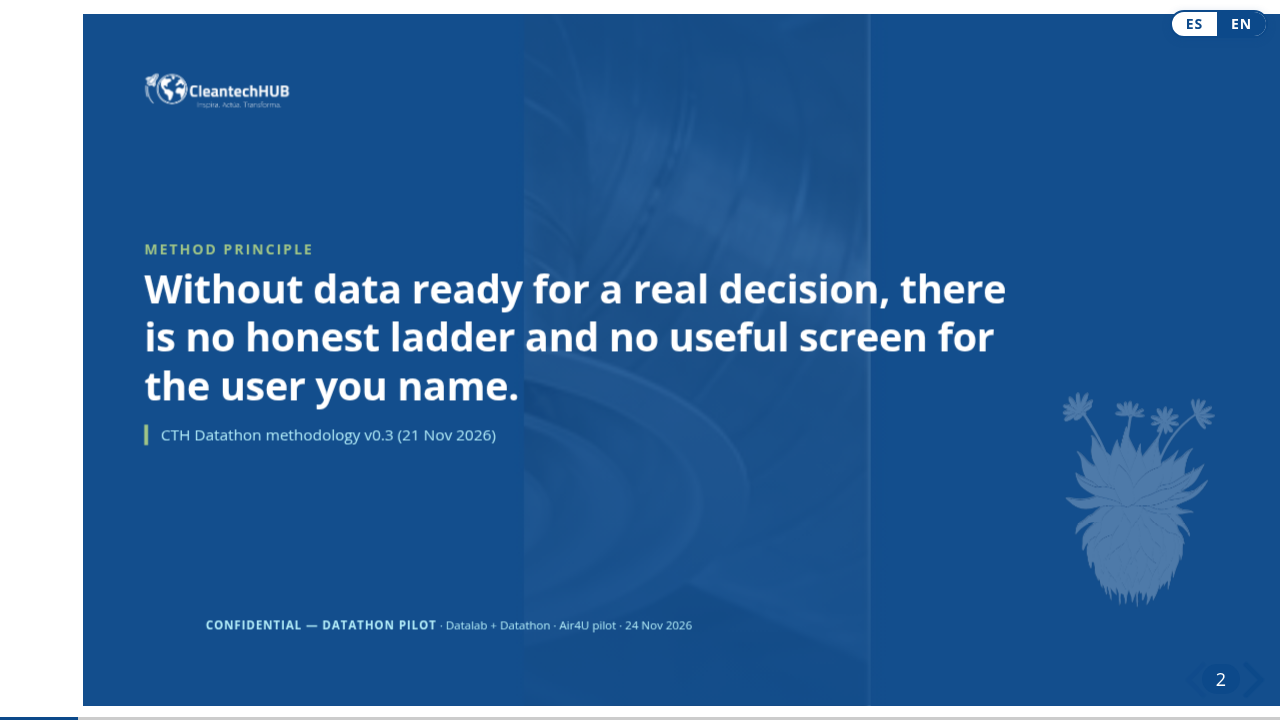 ES EN
CleantechHUB
Inspira. Actúa. Transforma.
METHOD PRINCIPLE
Without data ready for a real decision, there
is no honest ladder and no useful screen for
the user you name.
CTH Datathon methodology v0.3 (21 Nov 2026)
CONFIDENTIAL — DATATHON PILOT · Datalab + Datathon · Air4U pilot · 24 Nov 2026
2